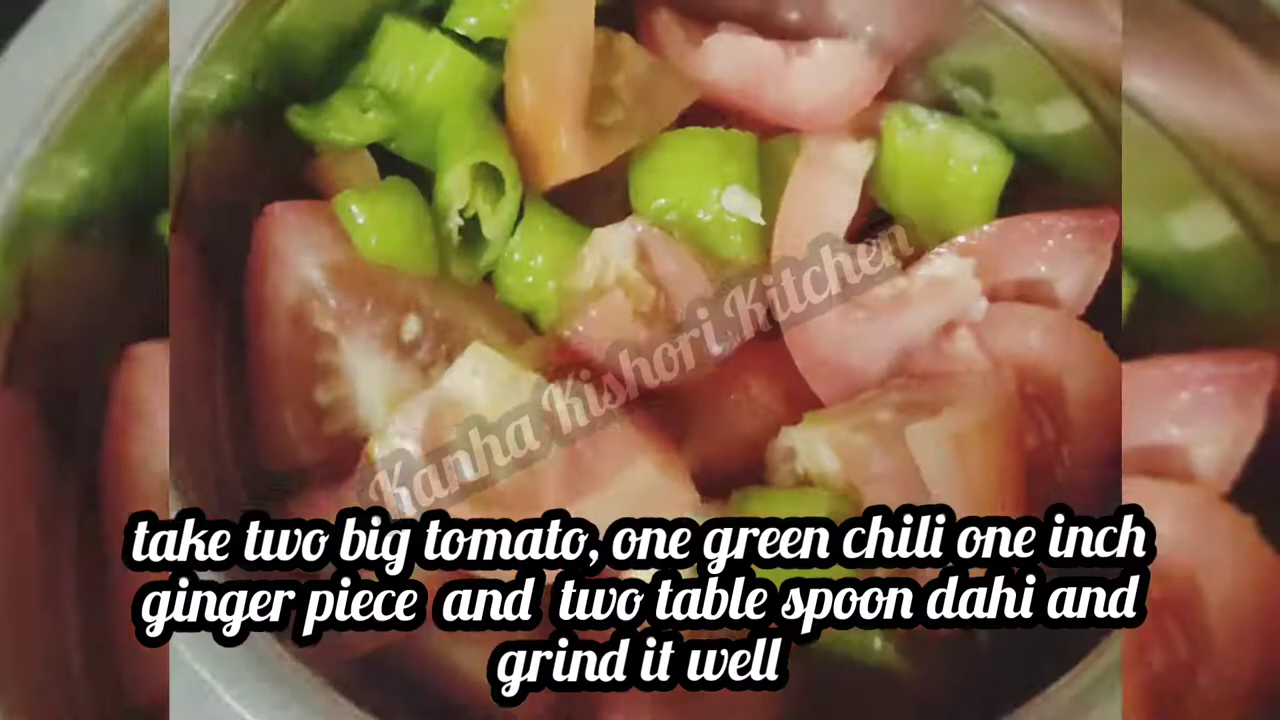 Kanha Kishori Kitchen
take two big tomato, one green chili one inch
ginger piece and two table spoon dahi and
grind it well